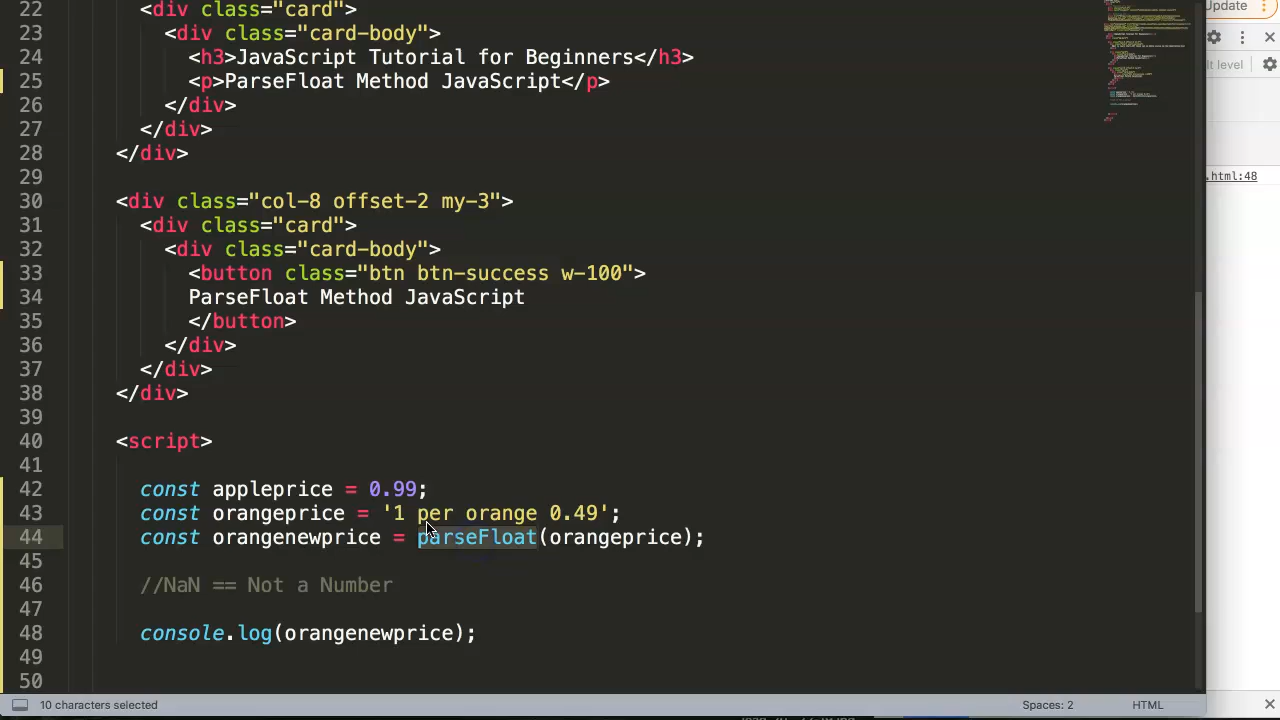 22 <div class="card">
Update
23 <div class="card-body">
24 <h3>JavaScript Tutorial for Beginners</h3>
lt level
25 <p>ParseFloat Method JavaScript</p>
26 </div>
27 </div>
28 </div>
29
.html:48
30 <div class="col-8 offset-2 my-3">
31 <div class="card">
32 <div class="card-body">
33 <button class="btn btn-success w-100">
34 ParseFloat Method JavaScript
35 </button>
36 </div>
37 </div>
38 </div>
39
40 <script>
41
42 const appleprice = 0.99;
43 const orangeprice = '1 per orange 0.49';
44 const orangenewprice = parseFloat(orangeprice);
45
46 //NaN == Not a Number
47
48 console.log(orangenewprice);
49
50
10 characters selected
Spaces: 2
HTML